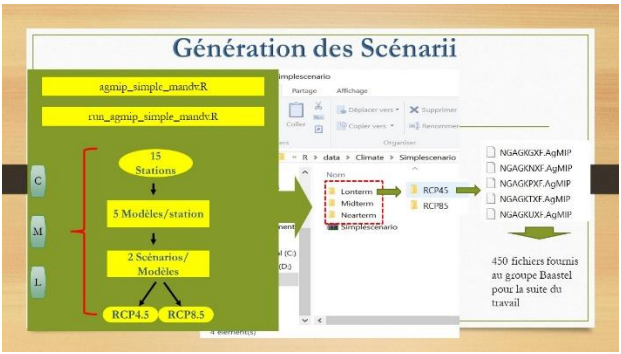 Génération des Scénarii
agmip_simple_mandv.R
run_agmip_simple_mandv.R
15
Stations
5 Modèles/station
2 Scénarios/
Modèles
RCP4.5
RCP8.5
C
M
L
simplescenario
Partage
Affichage
Coller
Déplacer vers
Supprimer
Copier vers
Renommer
R > data > Climate > Simplescenario
Nom
Lonterm
Midterm
Nearterm
Simplescenario
RCP45
RCP85
(C:)
(D:)
4 élément(s)
NGAGKGXF.AgMIP
NGAGKNXF.AgMIP
NGAGKPXF.AgMIP
NGAGKTXF.AgMIP
NGAGKUXF.AgMIP
450 fichiers fournis
au groupe Baastel
pour la suite du
travail